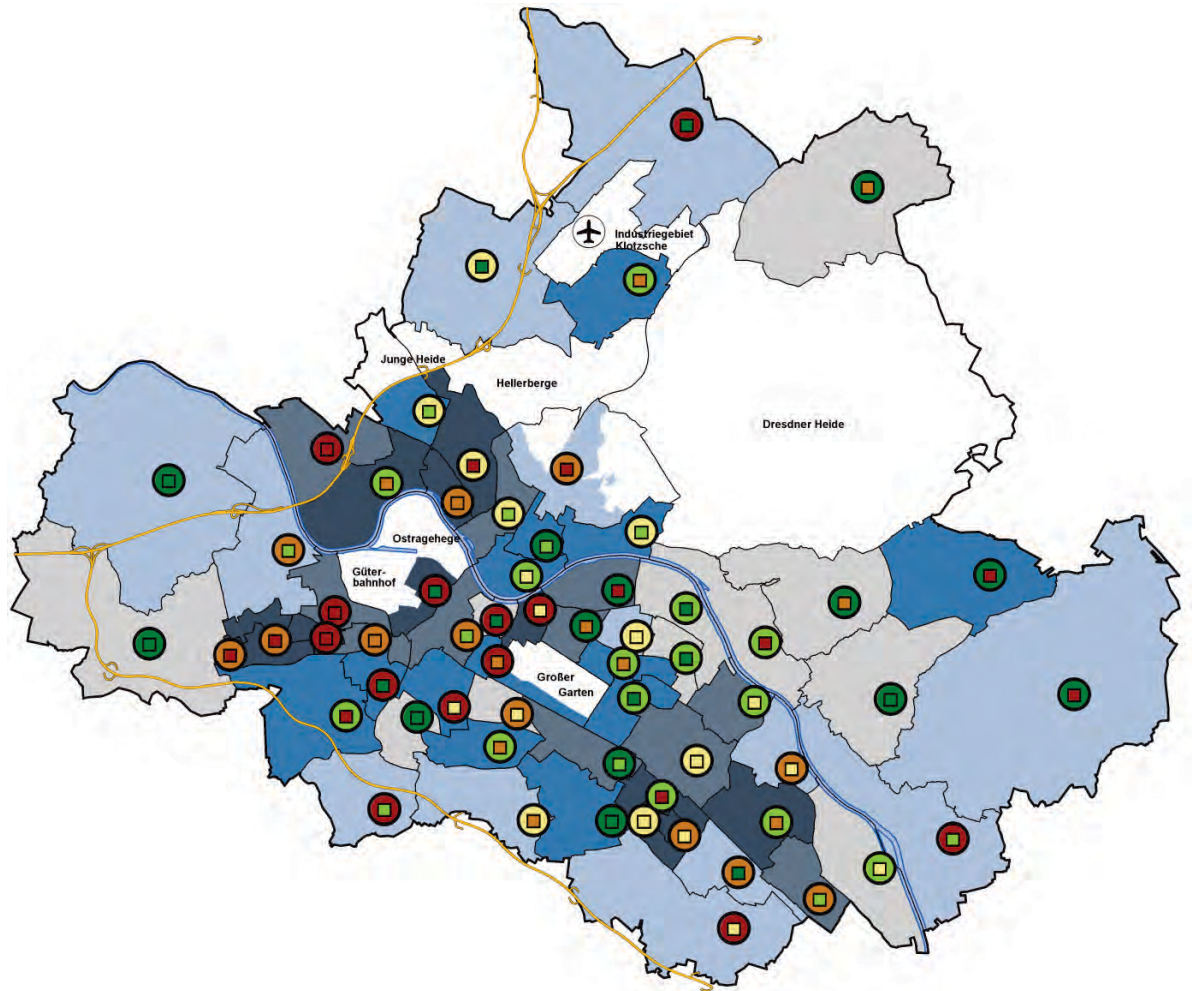 Industriegebiet
Klotzsche
Junge Heide
Hellerberge
Dresdner Heide
Ostragehege
Güter-
bahnhof
Großer
Garten